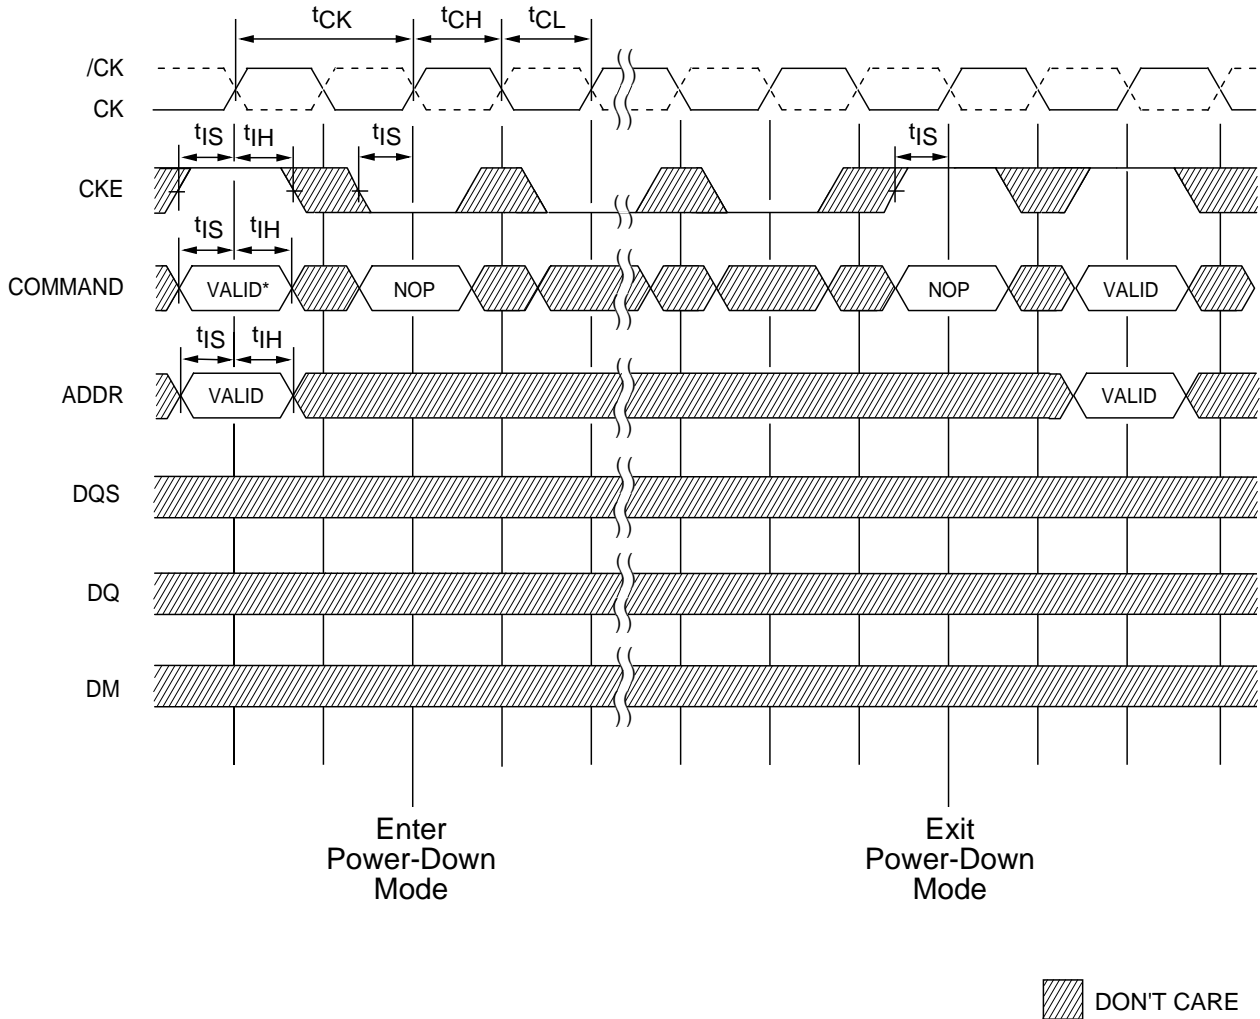 tCK tCH tCL
/CK
CK
tIS tIH tIS tIS
CKE
tIS tIH
COMMAND VALID* NOP NOP VALID
tIS tIH
ADDR VALID VALID
DQS
DQ
DM
Enter
Power-Down
Mode
Exit
Power-Down
Mode
DON'T CARE